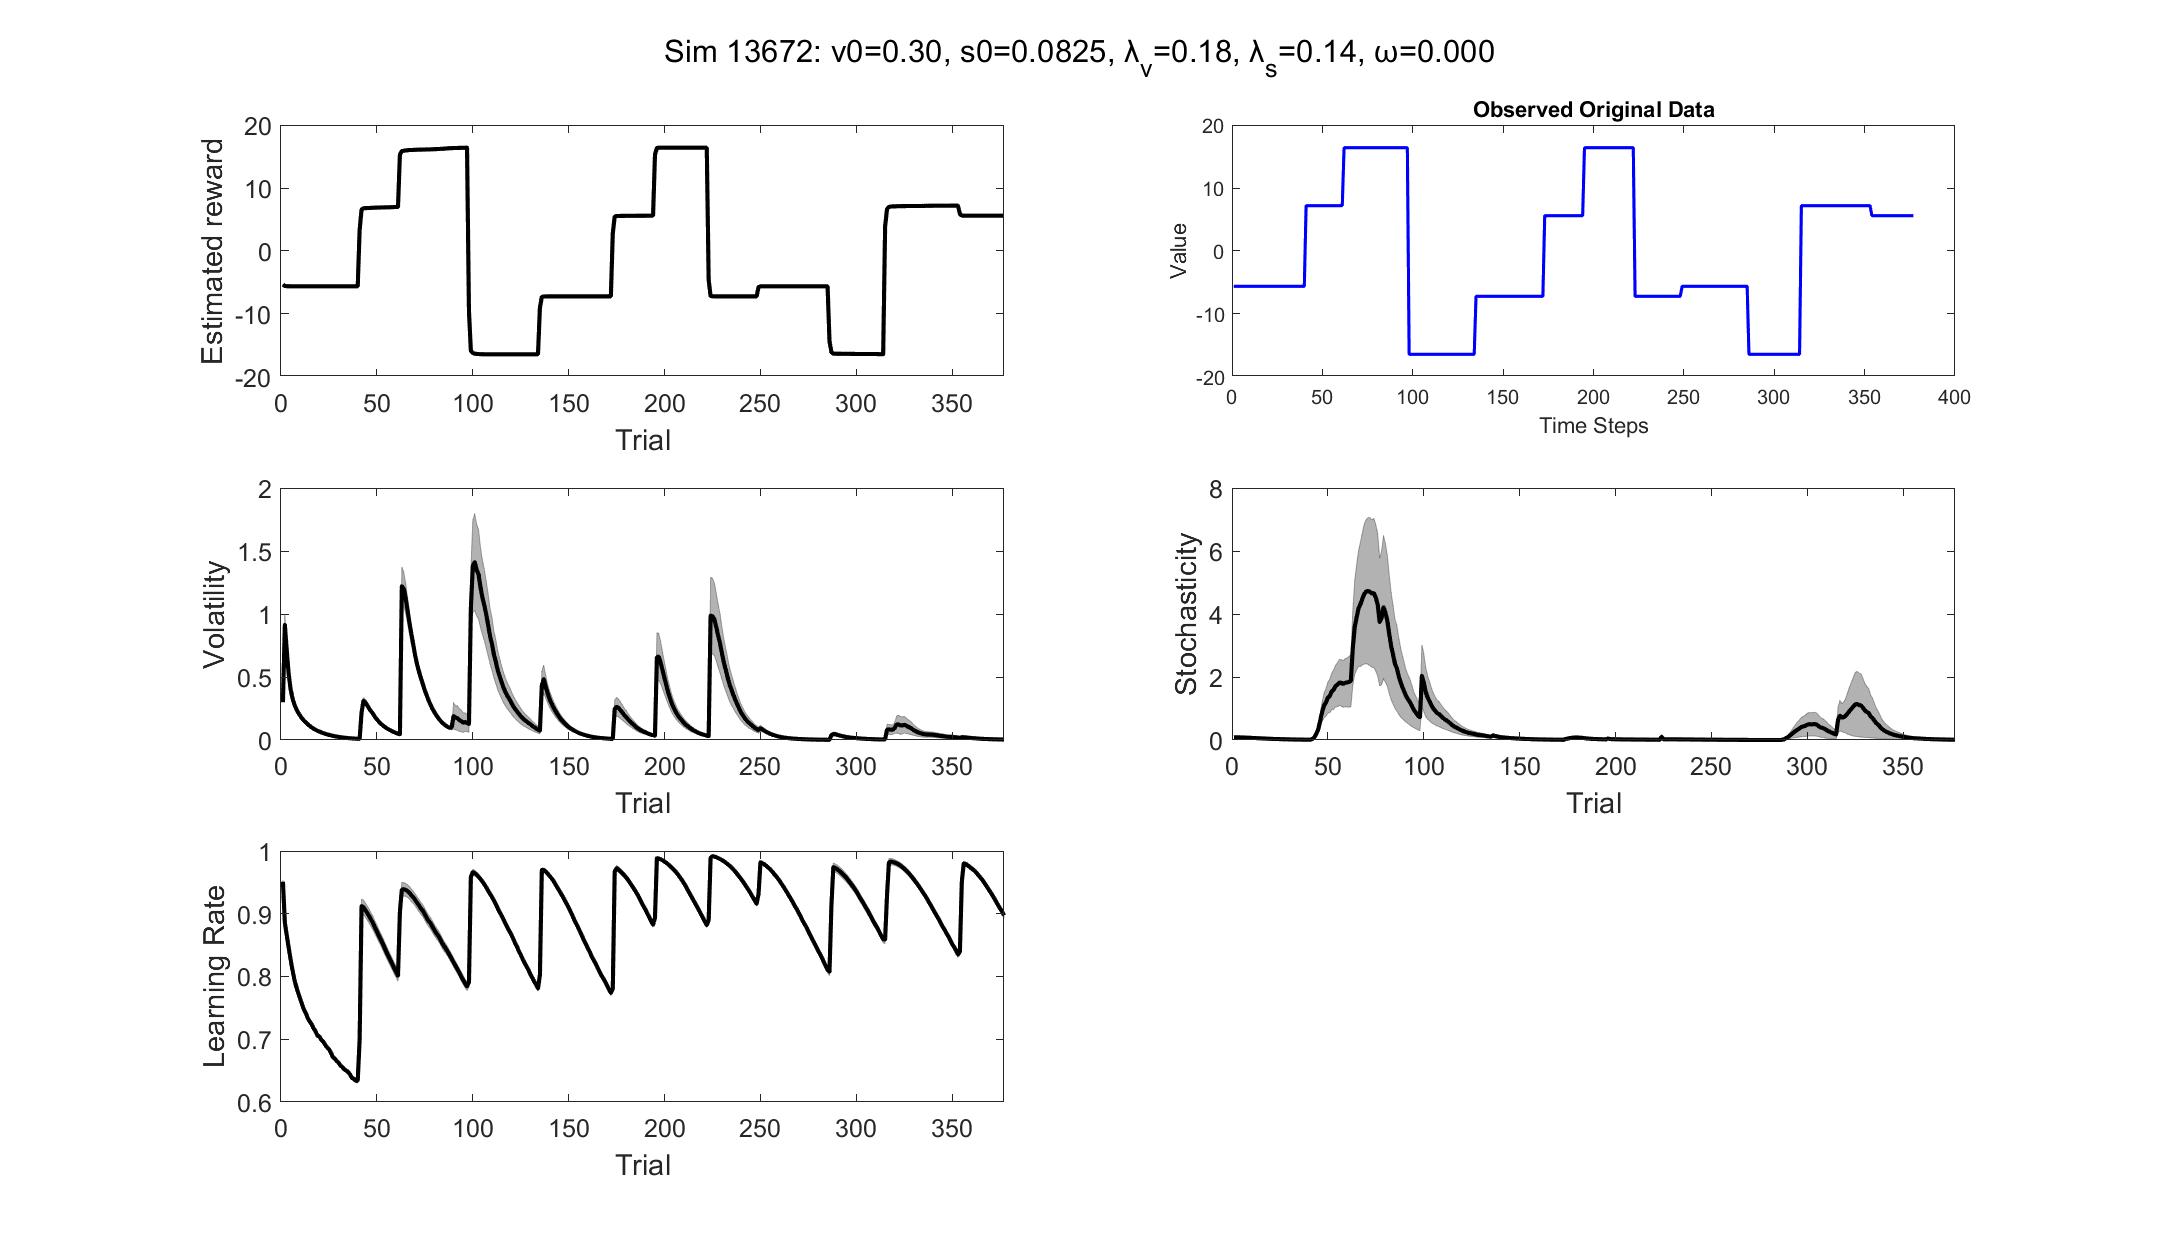 Sim 13672: v0=0.30, s0=0.0825, λ_v=0.18, λ_s=0.14, ω=0.000
Estimated reward
20
10
0
-10
-20
0 50 100 150 200 250 300 350
Trial
Observed Original Data
Value
20
10
0
-10
-20
0 50 100 150 200 250 300 350 400
Time Steps
Volatility
2
1.5
1
0.5
0
0 50 100 150 200 250 300 350
Trial
Stochasticity
8
6
4
2
0
0 50 100 150 200 250 300 350
Trial
Learning Rate
1
0.9
0.8
0.7
0.6
0 50 100 150 200 250 300 350
Trial